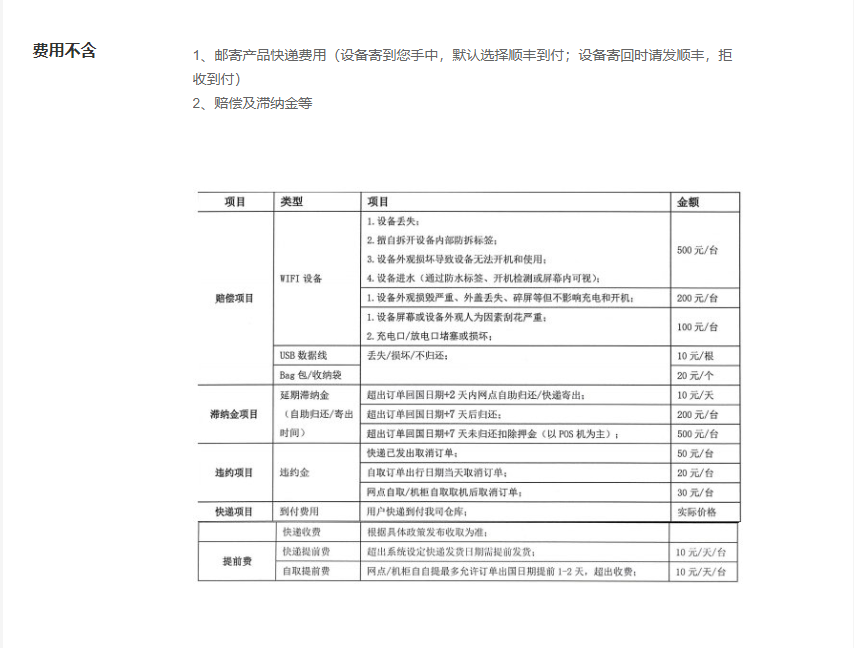 费用不含
1、邮寄产品快递费用（设备寄到您手中，默认选择顺丰到付；设备寄回时请发顺丰，拒
收到付）
2、赔偿及滞纳金等
项目 类型 项目 金额
赔偿项目
WIFI 设备
1.设备丢失；
2.擅自拆开设备内部防拆标签；
3.设备外观损坏导致设备无法开机和使用；
4.设备进水（通过防水标签、开机检测或屏幕内可视）；
500 元/台
1.设备外观损毁严重、外盖丢失、碎屏等但不影响充电和开机；
200 元/台
1.设备屏幕或设备外观人为因素刮花严重；
2.充电口/放电口堵塞或损坏；
100 元/台
USB 数据线 丢失/损坏/不归还； 10 元/根
Bag 包/收纳袋 20 元/个
滞纳金项目
延期滞纳金
（自助归还/寄出
时间）
超出订单回国日期+2 天内网点自助归还/快递寄出； 10 元/天
超出订单回国日期+7 天后归还； 200 元/台
超出订单回国日期+7 天未归还扣除押金（以 POS 机为主）； 500 元/台
违约项目
违约金
快递已发出取消订单； 50 元/台
自取订单出行日期当天取消订单； 20 元/台
网点自取/机柜自取取机后取消订单； 30 元/台
快递项目 到付费用 用户快递到付我司仓库； 实际价格
快递收费 根据具体政策发布收取为准；
提前费
快递提前费 超出系统设定快递发货日期需提前发货； 10 元/天/台
自取提前费 网点/机柜自自提最多允许订单出国日期提前 1-2 天，超出收费； 10 元/天/台